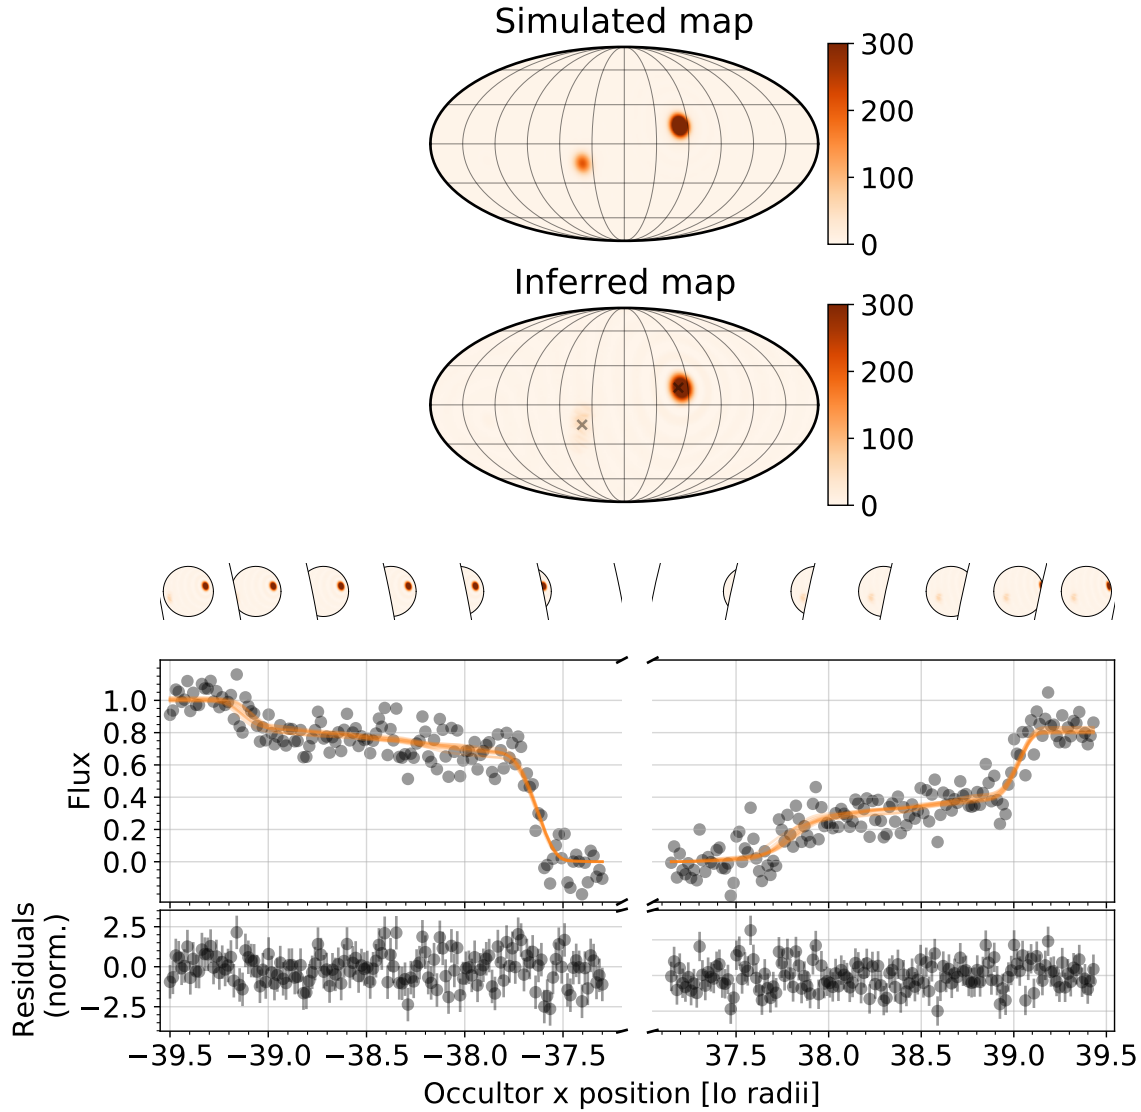 Simulated map
300
200
100
0
Inferred map
300
200
100
0
Flux
1.0
0.8
0.6
0.4
0.2
0.0
Residuals
(norm.)
2.5
0.0
−2.5
−39.5 −39.0 −38.5 −38.0 −37.5 37.5 38.0 38.5 39.0 39.5
Occultor x position [Io radii]